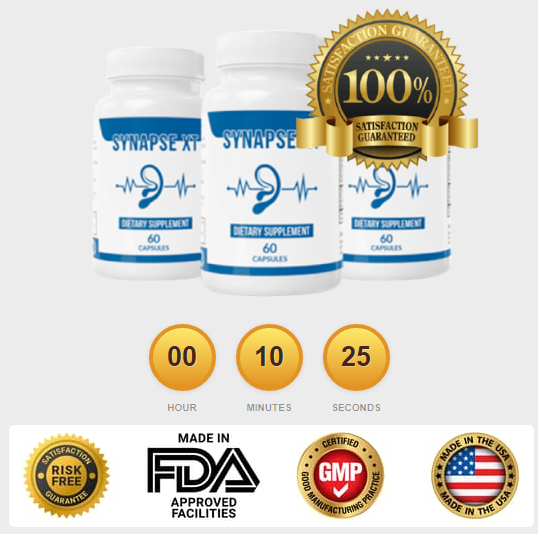 SATISFACTION GUARANTEED
100%
SATISFACTION
GUARANTEED
SYNAPSE XT
DIETARY SUPPLEMENT
60
CAPSULES
SYNAPSE
DIETARY SUPPLEMENT
60
CAPSULES
DIETARY SUPPLEMENT
60
CAPSULES
00
10
25
HOUR
MINUTES
SECONDS
SATISFACTION
RISK
FREE
GUARANTEE
MADE IN
FDA
APPROVED
FACILITIES
CERTIFIED
GMP
GOOD MANUFACTURING PRACTICE
MADE IN THE USA
MADE IN THE USA